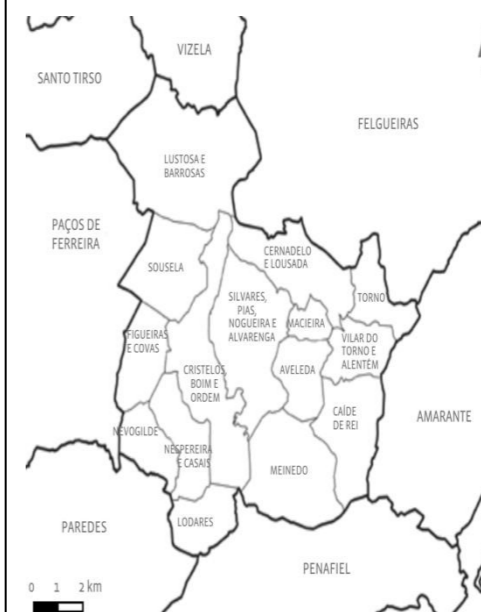 VIZELA
SANTO TIRSO
FELGUEIRAS
LUSTOSA E
BARROSAS
PAÇOS DE
FERREIRA
CERNADELO
E LOUSADA
SOUSELA
SILVARES,
PIAS,
NOGUEIRA E
ALVARENGA
TORNO
MACIEIRA
FIGUEIRAS
E COVAS
VILAR DO
TORNO E
ALENTÉM
CRISTELOS,
BOIM E
ORDEM
AVELEDA
CAÍDE
DE REI
AMARANTE
NEVOGILDE
NESPEREIRA
E CASAIS
MEINEDO
LODARES
PAREDES
PENAFIEL
0 1 2 km